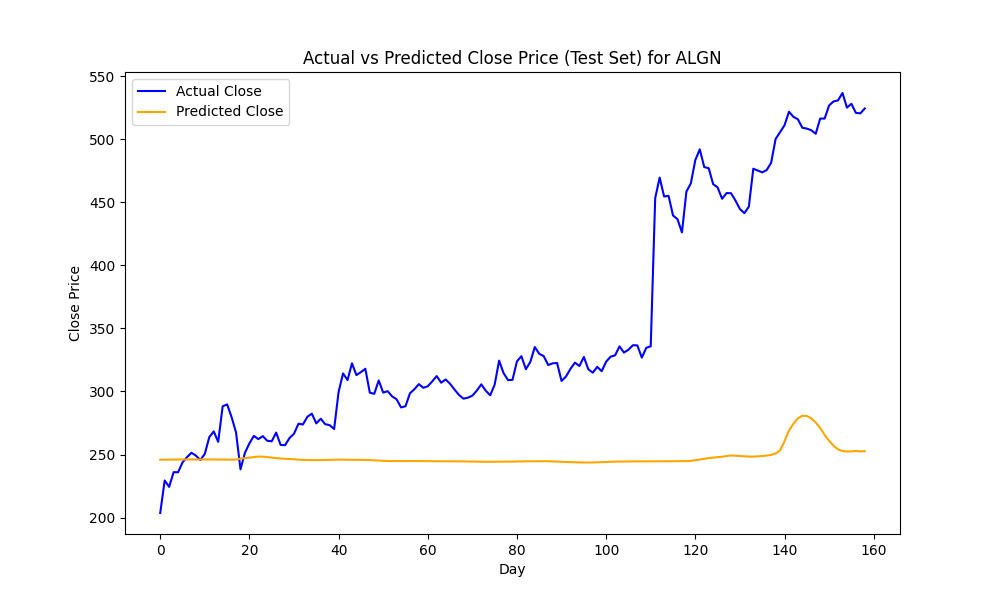 Actual vs Predicted Close Price (Test Set) for ALGN
Actual Close
Predicted Close
Close Price
550
500
450
400
350
300
250
200
0 20 40 60 80 100 120 140 160
Day